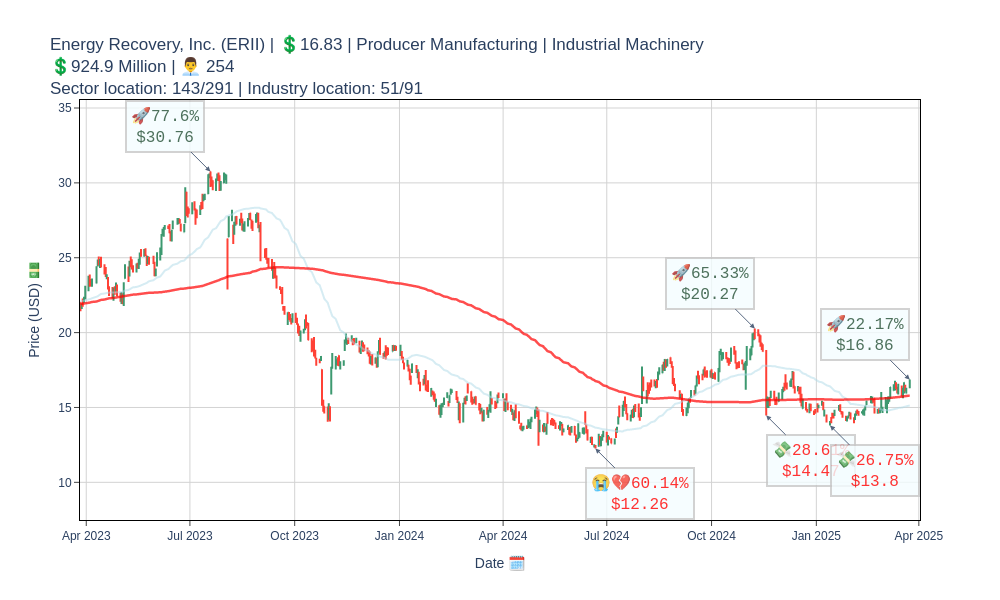 Energy Recovery, Inc. (ERII) | 💲16.83 | Producer Manufacturing | Industrial Machinery
💲924.9 Million | 👨‍💼 254
Sector location: 143/291 | Industry location: 51/91
35
30
25
20
15
10
Price (USD) 💵
🚀77.6%
$30.76
🚀65.33%
$20.27
🚀22.17%
$16.86
💸28.61%
$14.47
💸26.75%
$13.8
😭💔60.14%
$12.26
Apr 2023
Jul 2023
Oct 2023
Jan 2024
Apr 2024
Jul 2024
Oct 2024
Jan 2025
Apr 2025
Date 🗓️